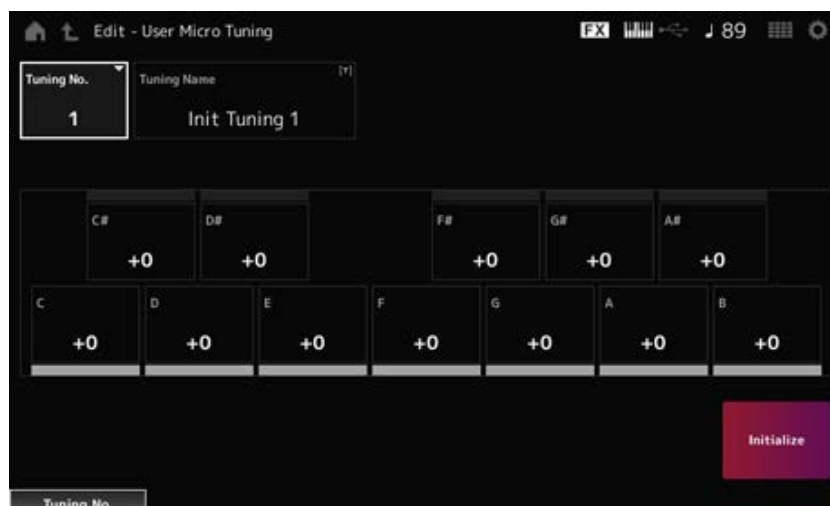 Edit - User Micro Tuning FX ♩ 89
Tuning No. Tuning Name [T]
1 Init Tuning 1
C# D# F# G# A#
+0 +0 +0 +0 +0
C D E F G A B
+0 +0 +0 +0 +0 +0 +0
Initialize
Tuning No.